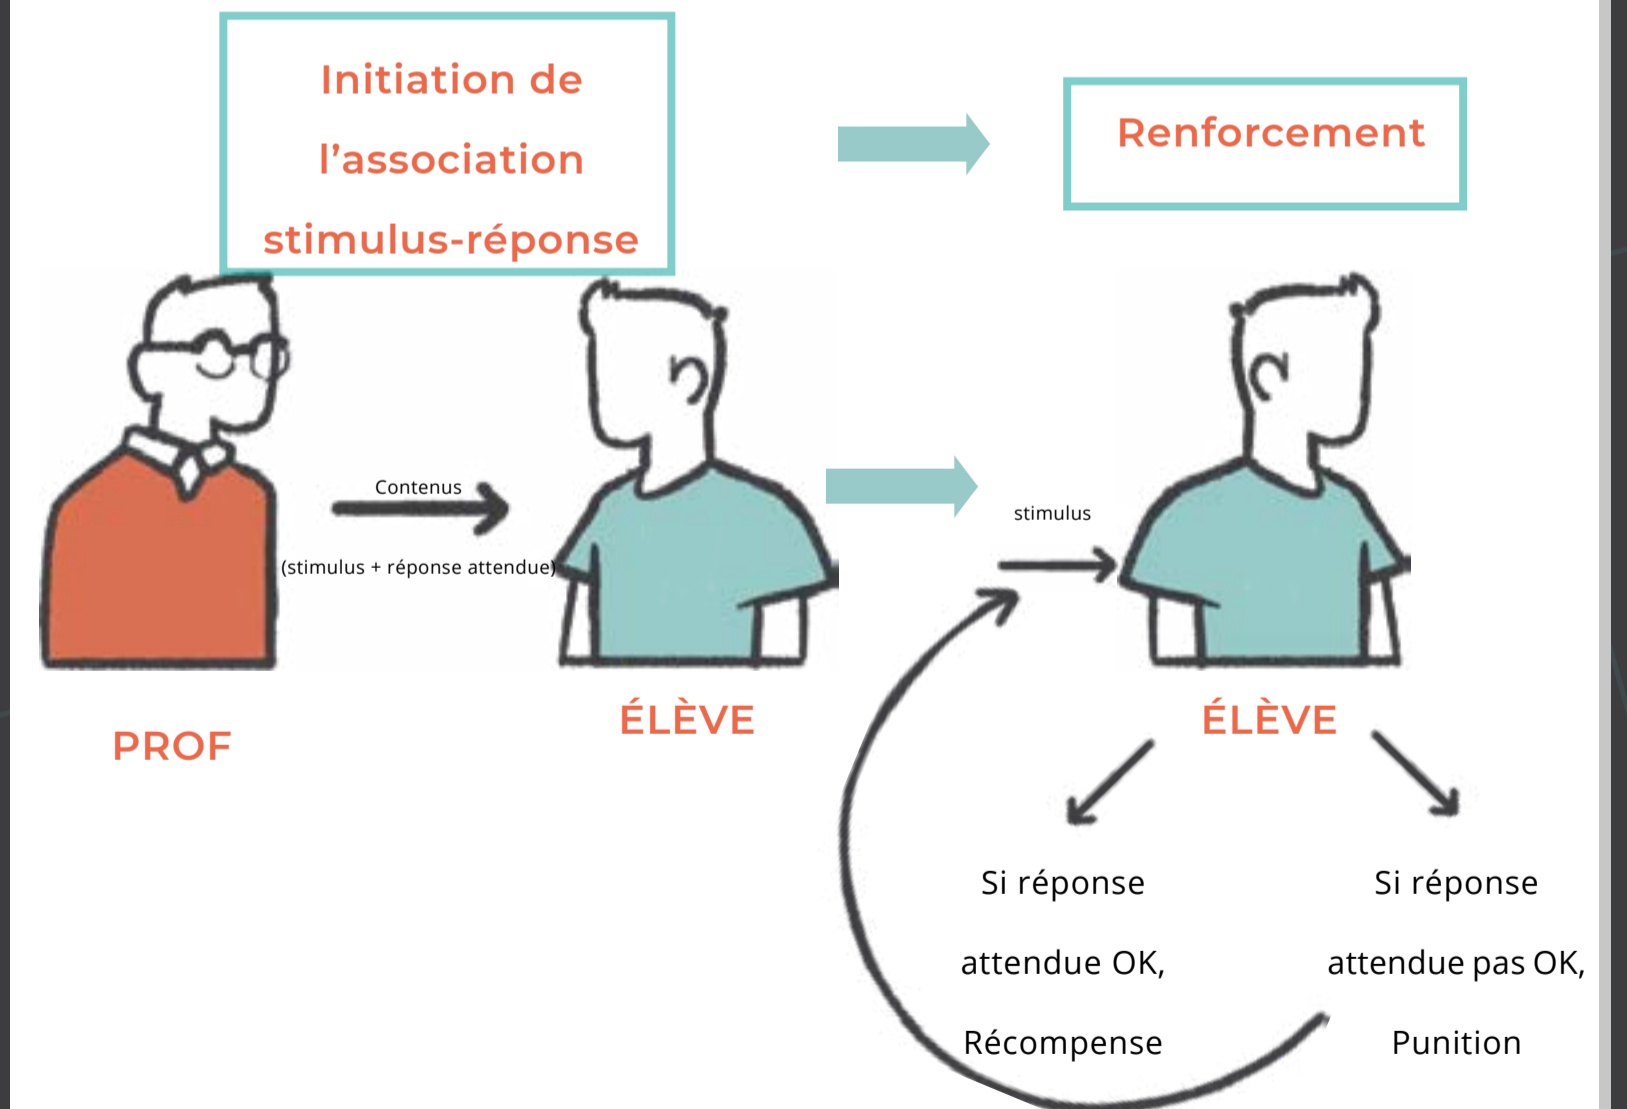 Initiation de
l’association
stimulus-réponse
Renforcement
Contenus
(stimulus + réponse attendue)
stimulus
PROF
ÉLÈVE
ÉLÈVE
Si réponse
attendue OK,
Récompense
Si réponse
attendue pas OK,
Punition